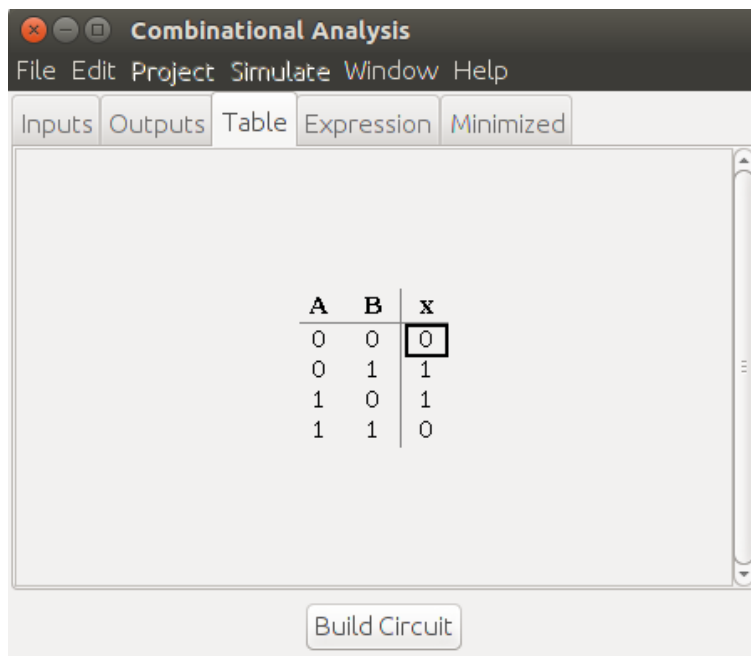 Combinational Analysis
File Edit Project Simulate Window Help
Inputs Outputs Table Expression Minimized
A B x
0 0 0
0 1 1
1 0 1
1 1 0
Build Circuit